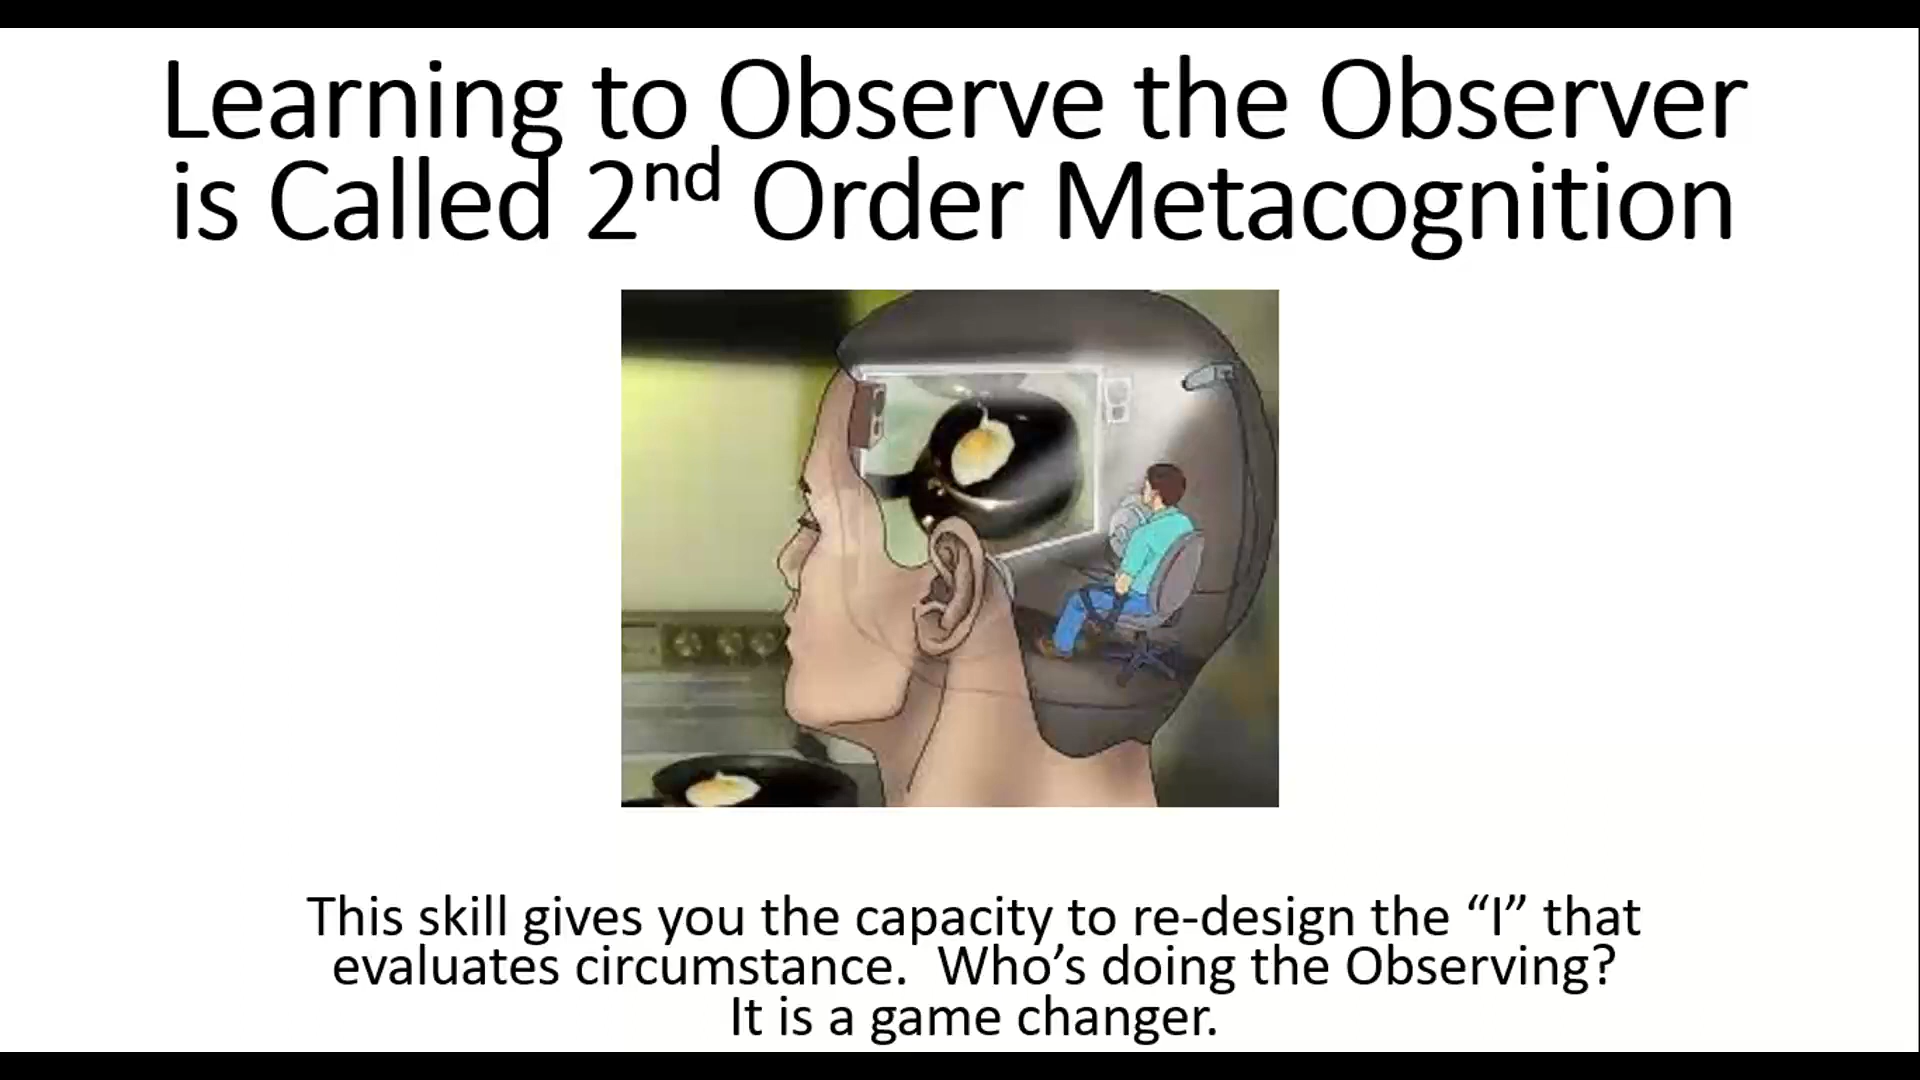 Learning to Observe the Observer
is Called 2nd Order Metacognition
This skill gives you the capacity to re-design the “I” that
evaluates circumstance.  Who’s doing the Observing?
It is a game changer.